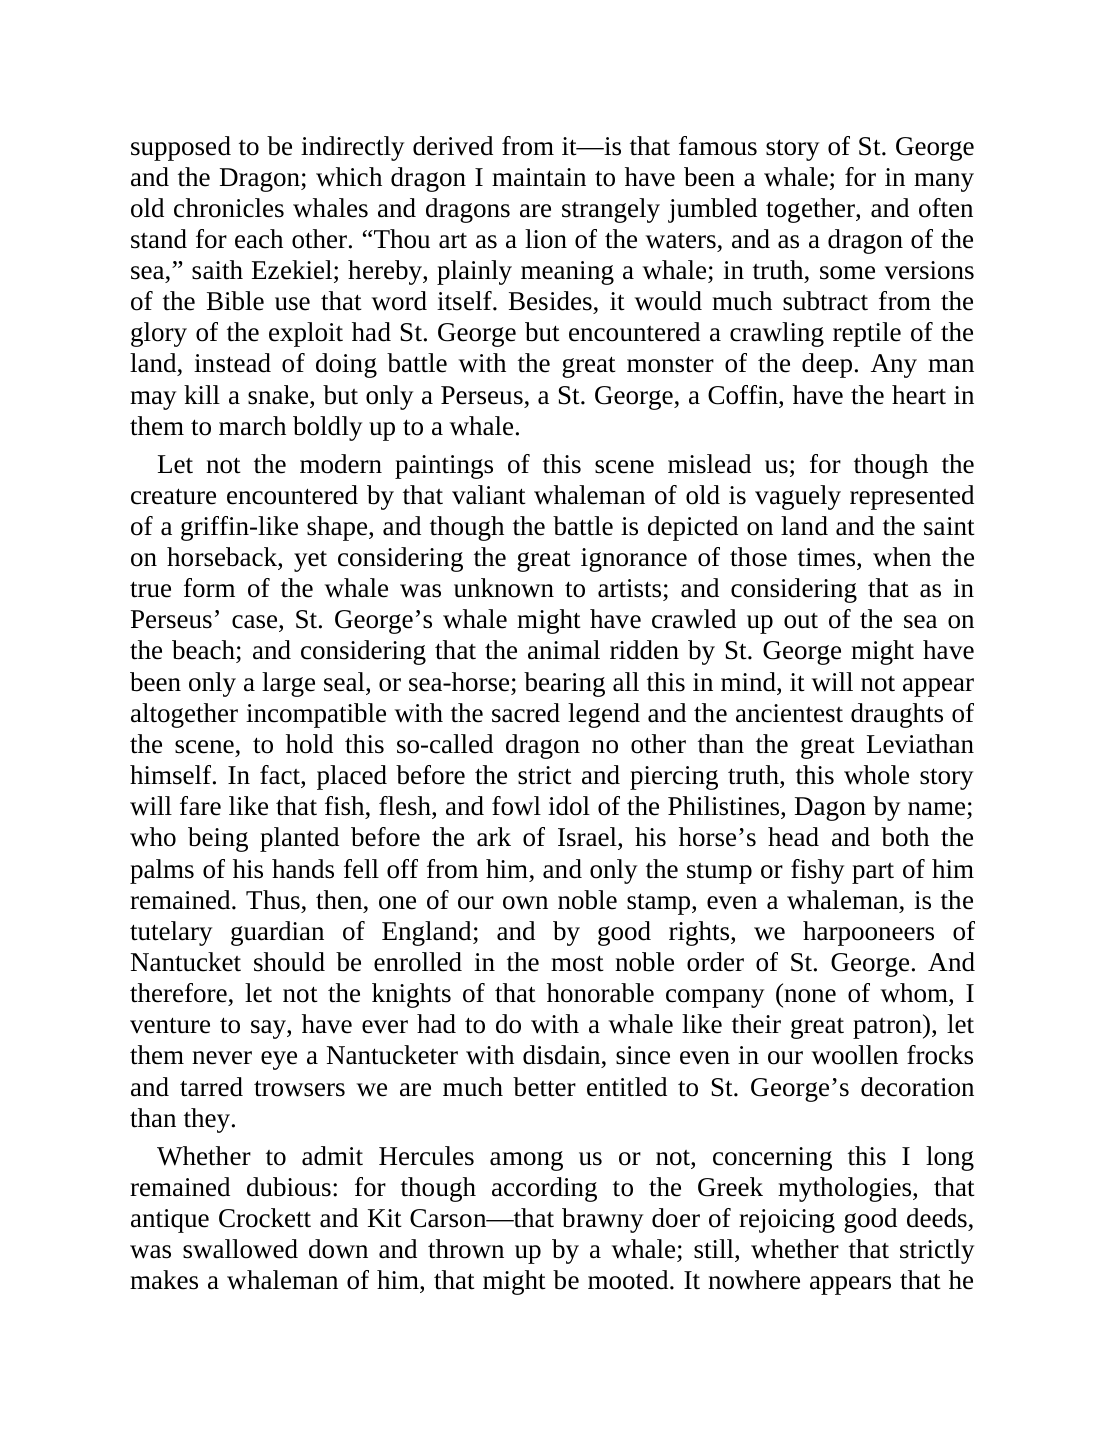 supposed to be indirectly derived from it—is that famous story of St. George
and the Dragon; which dragon I maintain to have been a whale; for in many
old chronicles whales and dragons are strangely jumbled together, and often
stand for each other. “Thou art as a lion of the waters, and as a dragon of the
sea,” saith Ezekiel; hereby, plainly meaning a whale; in truth, some versions
of the Bible use that word itself. Besides, it would much subtract from the
glory of the exploit had St. George but encountered a crawling reptile of the
land, instead of doing battle with the great monster of the deep. Any man
may kill a snake, but only a Perseus, a St. George, a Coffin, have the heart in
them to march boldly up to a whale.
Let not the modern paintings of this scene mislead us; for though the
creature encountered by that valiant whaleman of old is vaguely represented
of a griffin-like shape, and though the battle is depicted on land and the saint
on horseback, yet considering the great ignorance of those times, when the
true form of the whale was unknown to artists; and considering that as in
Perseus’ case, St. George’s whale might have crawled up out of the sea on
the beach; and considering that the animal ridden by St. George might have
been only a large seal, or sea-horse; bearing all this in mind, it will not appear
altogether incompatible with the sacred legend and the ancientest draughts of
the scene, to hold this so-called dragon no other than the great Leviathan
himself. In fact, placed before the strict and piercing truth, this whole story
will fare like that fish, flesh, and fowl idol of the Philistines, Dagon by name;
who being planted before the ark of Israel, his horse’s head and both the
palms of his hands fell off from him, and only the stump or fishy part of him
remained. Thus, then, one of our own noble stamp, even a whaleman, is the
tutelary guardian of England; and by good rights, we harpooneers of
Nantucket should be enrolled in the most noble order of St. George. And
therefore, let not the knights of that honorable company (none of whom, I
venture to say, have ever had to do with a whale like their great patron), let
them never eye a Nantucketer with disdain, since even in our woollen frocks
and tarred trowsers we are much better entitled to St. George’s decoration
than they.
Whether to admit Hercules among us or not, concerning this I long
remained dubious: for though according to the Greek mythologies, that
antique Crockett and Kit Carson—that brawny doer of rejoicing good deeds,
was swallowed down and thrown up by a whale; still, whether that strictly
makes a whaleman of him, that might be mooted. It nowhere appears that he